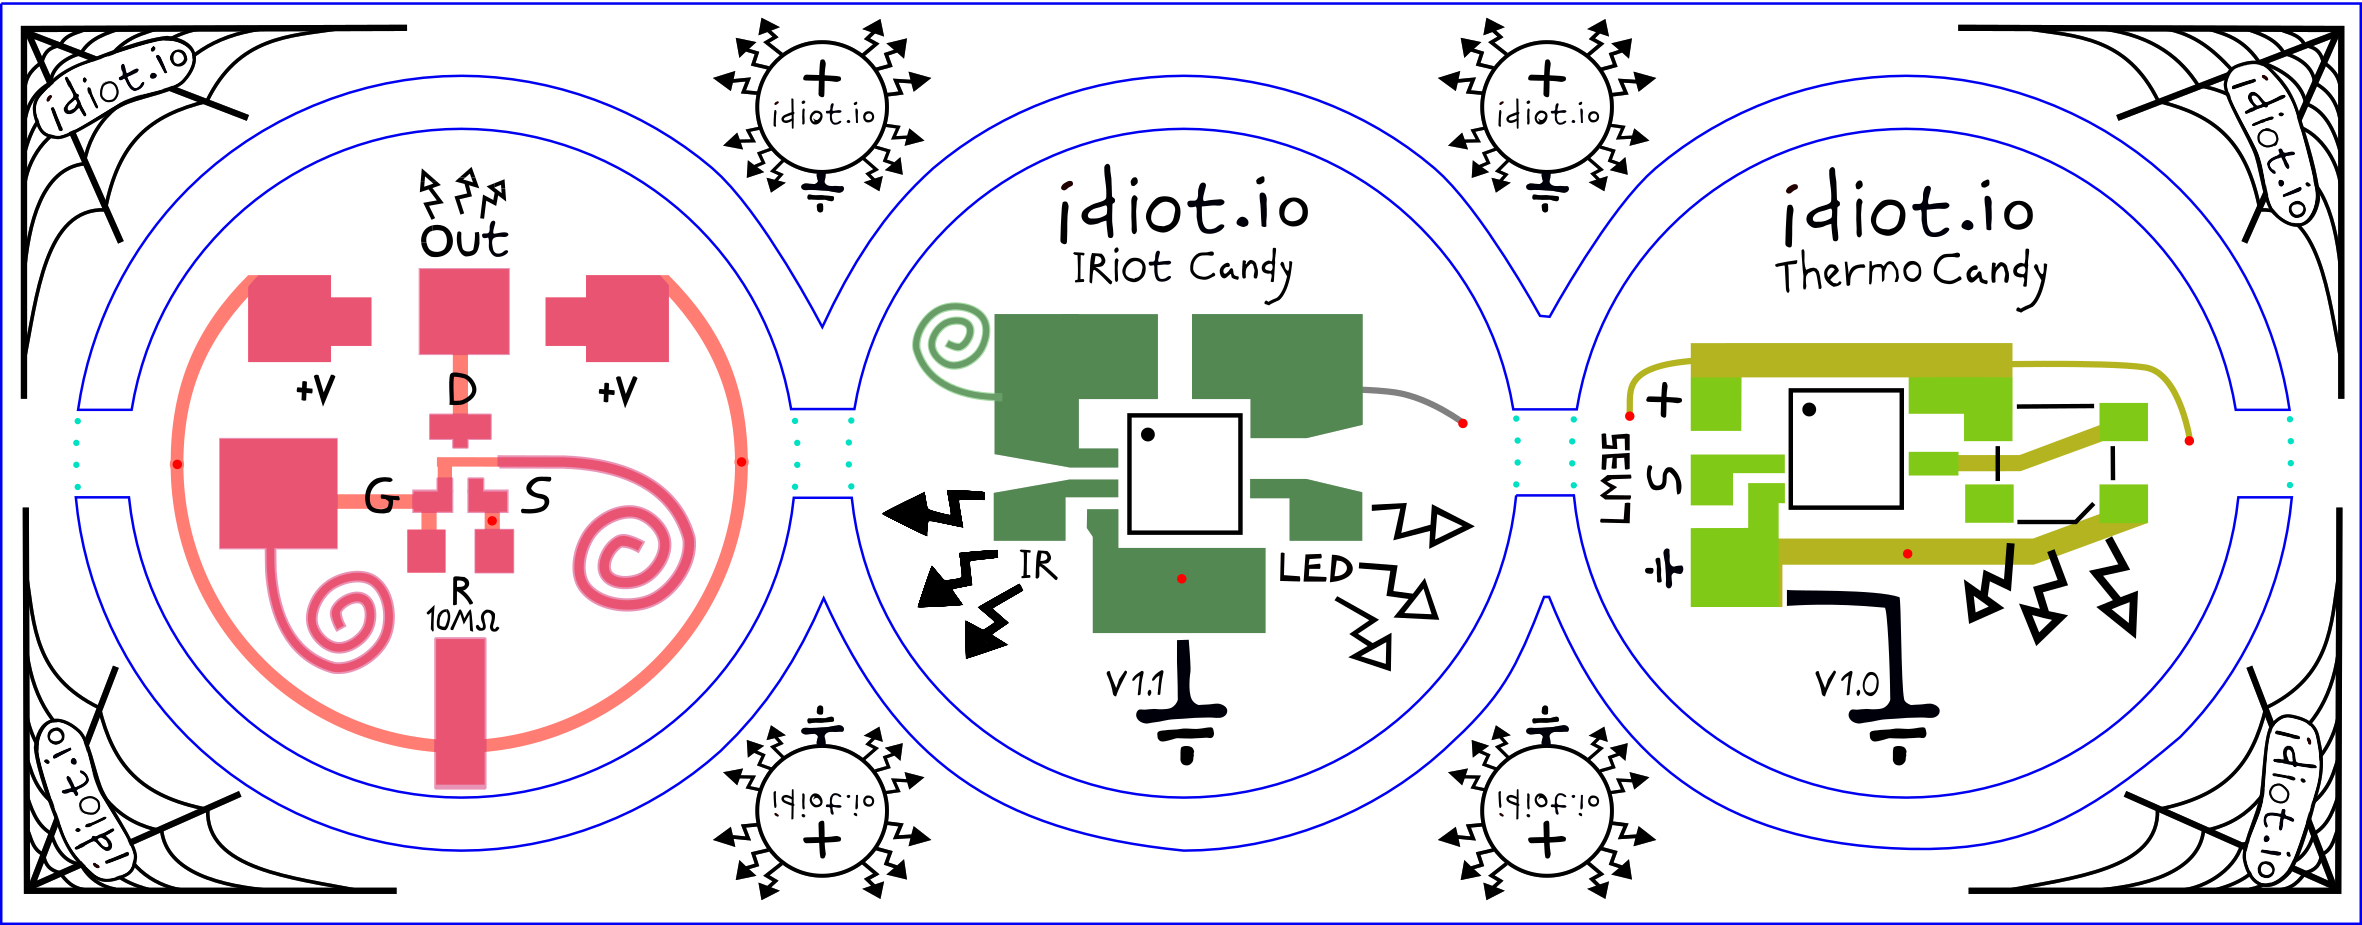 idiot.io
idiot.io
idiot.io
idiot.io
Out
+V
D
+V
G
S
R
10MΩ
idiot.io
IRiot Candy
IR
LED
V1.1
idiot.io
Thermo Candy
+
S
SEWL
V1.0
idiot.io
idiot.io
idiot.io
idiot.io